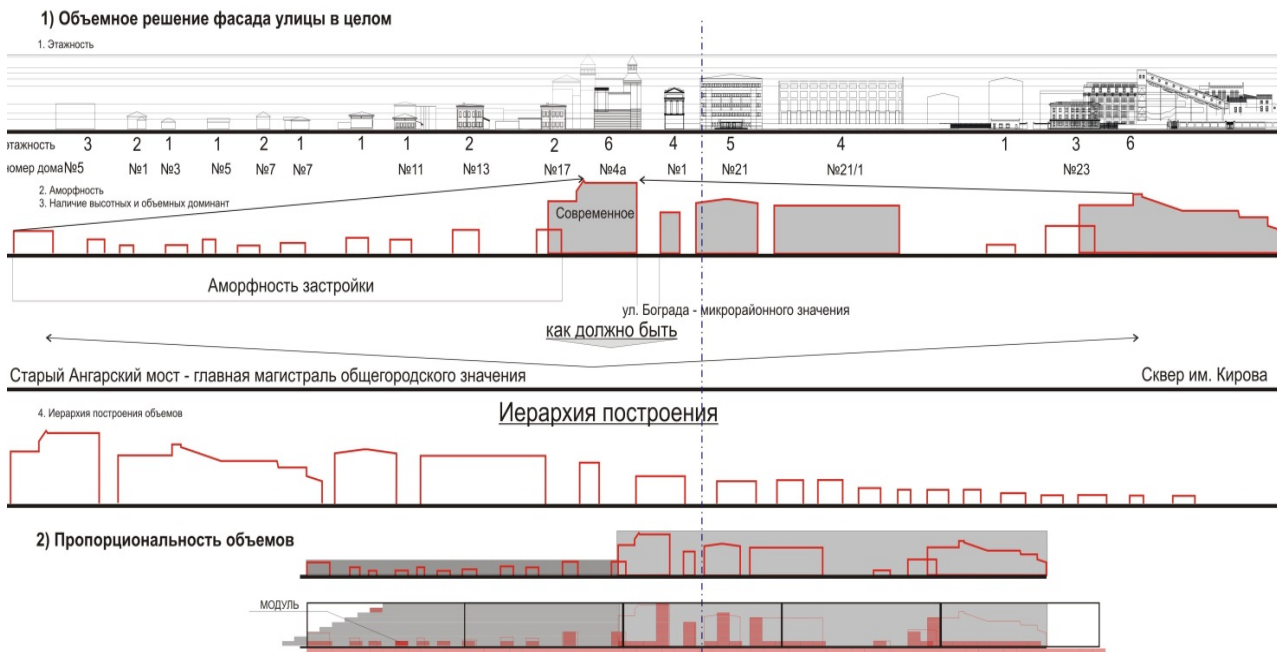 1) Объемное решение фасада улицы в целом
1. Этажность
этажность 3 2 1 1 2 1 1 1 2 2 6 4 5 4 1 3 6
номер дома №5 №1 №3 №5 №7 №7 №11 №13 №17 №4а №1 №21 №21/1 №23
2. Аморфность
3. Наличие высотных и объемных доминант
Современное
Аморфность застройки
ул. Бограда - микрорайонного значения
как должно быть
Старый Ангарский мост - главная магистраль общегородского значения
Сквер им. Кирова
4. Иерархия построения объемов
Иерархия построения
2) Пропорциональность объемов
МОДУЛЬ